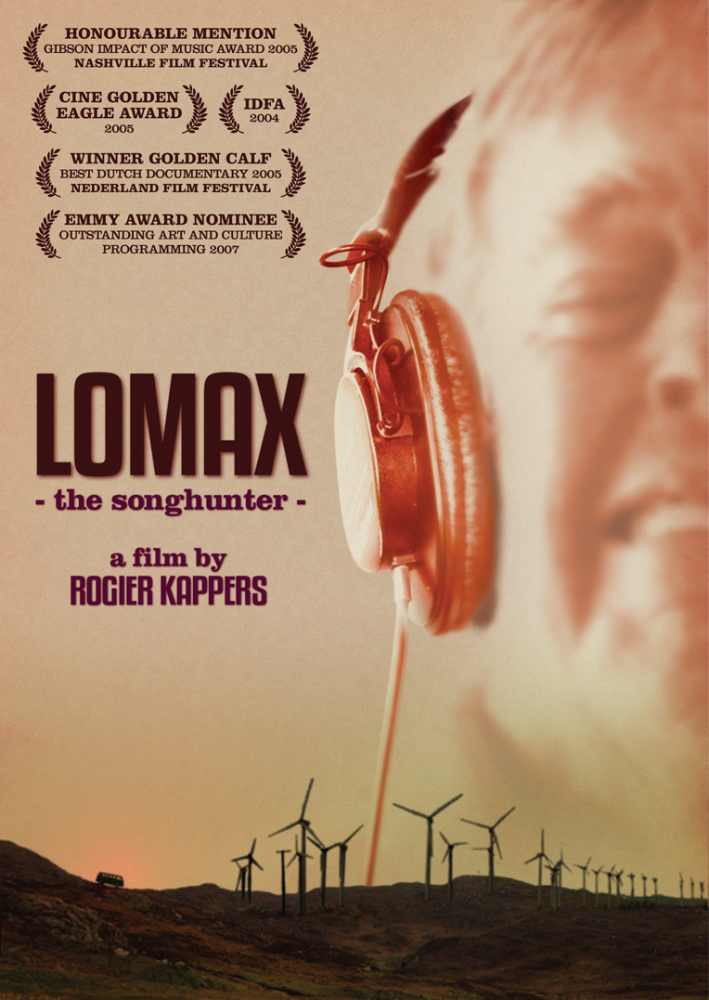 HONOURABLE MENTION
GIBSON IMPACT OF MUSIC AWARD 2005
NASHVILLE FILM FESTIVAL
CINE GOLDEN
EAGLE AWARD
2005
IDFA
2004
WINNER GOLDEN CALF
BEST DUTCH DOCUMENTARY 2005
NEDERLAND FILM FESTIVAL
EMMY AWARD NOMINEE
OUTSTANDING ART AND CULTURE
PROGRAMMING 2007
LOMAX
- the songhunter -
a film by
ROGIER KAPPERS